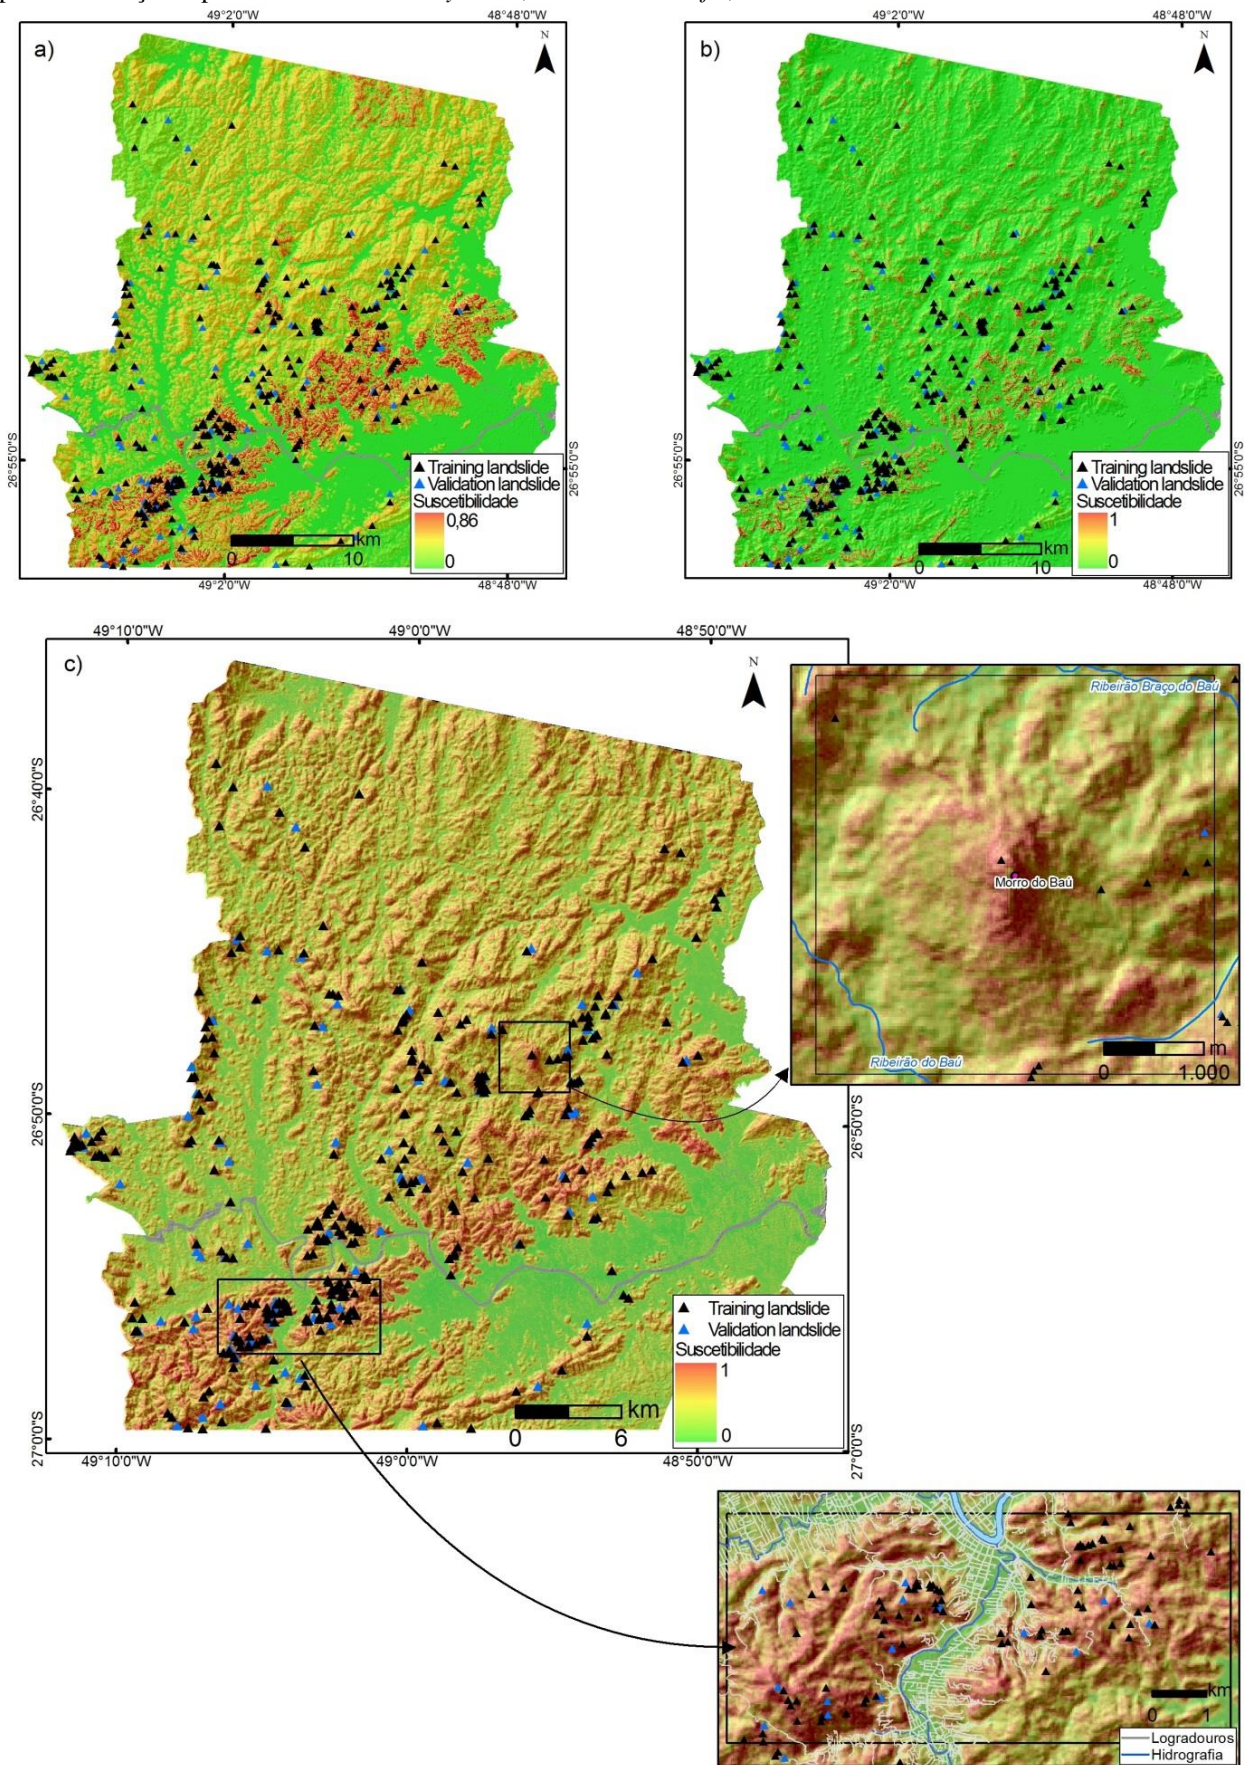 49°2'0"W
48°48'0"W
a)
N
26°55'0"S
26°55'0"S
Training landslide
Validation landslide
Suscetibilidade
0,86
0
km
0
10
49°2'0"W
48°48'0"W
49°2'0"W
48°48'0"W
b)
N
26°55'0"S
26°55'0"S
Training landslide
Validation landslide
Suscetibilidade
1
0
km
0
10
49°2'0"W
48°48'0"W
49°10'0"W
49°0'0"W
48°50'0"W
c)
N
26°40'0"S
26°50'0"S
26°50'0"S
27°0'0"S
27°0'0"S
Training landslide
Validation landslide
Suscetibilidade
1
0
km
0
6
49°10'0"W
49°0'0"W
48°50'0"W
Ribeirão Braço do Baú
Morro do Baú
Ribeirão do Baú
m
0
1.000
km
0
1
Logradouros
Hidrografia